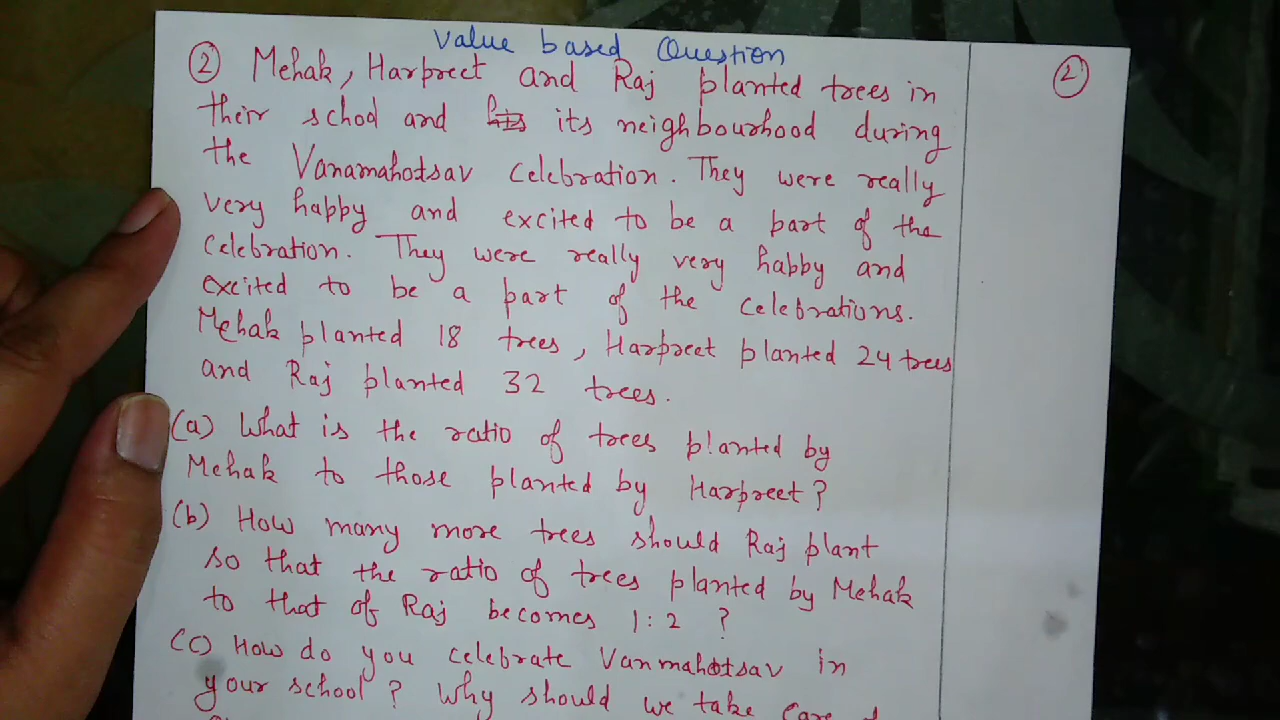 Value based Question
② Mehak, Harpreet and Raj planted trees in ②
their school and its neighbourhood during
the Vanamahotsav Celebration. They were really
very happy and excited to be a part of the
Celebration. They were really very happy and
excited to be a part of the celebrations.
Mehak planted 18 trees, Harpreet planted 24 trees
and Raj planted 32 trees.
(a) What is the ratio of trees planted by
Mehak to those planted by Harpreet?
(b) How many more trees should Raj plant
so that the ratio of trees planted by Mehak
to that of Raj becomes 1:2 ?
(c) How do you celebrate Vanmahotsav in
your school? Why should we take care